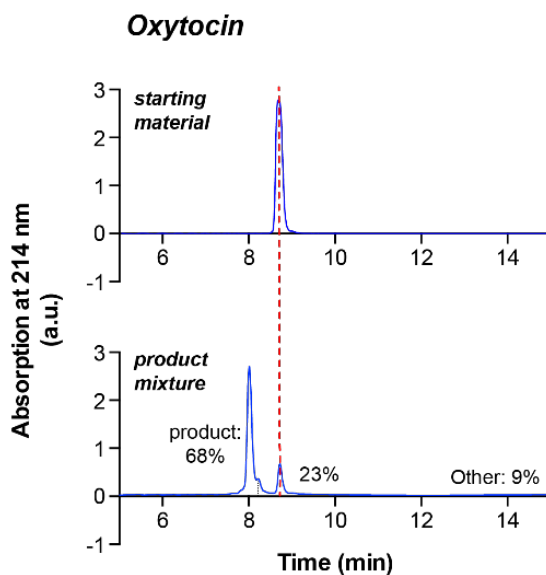 Oxytocin
Absorption at 214 nm
(a.u.)
3
2
1
0
-1
starting
material
6 8 10 12 14
3
2
1
0
-1
product
mixture
product:
68%
23%
Other: 9%
6 8 10 12 14
Time (min)